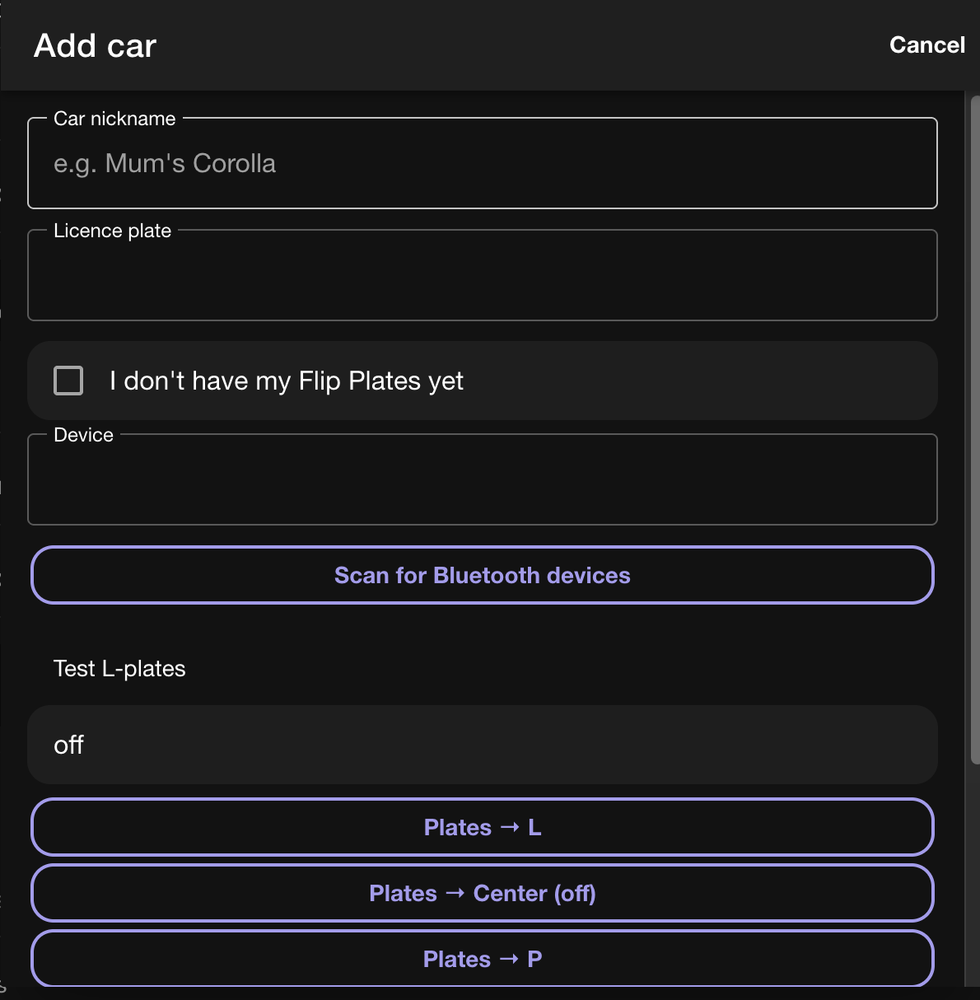 Add car
Cancel
Car nickname
e.g. Mum's Corolla
Licence plate
I don't have my Flip Plates yet
Device
Scan for Bluetooth devices
Test L-plates
off
Plates → L
Plates → Center (off)
Plates → P